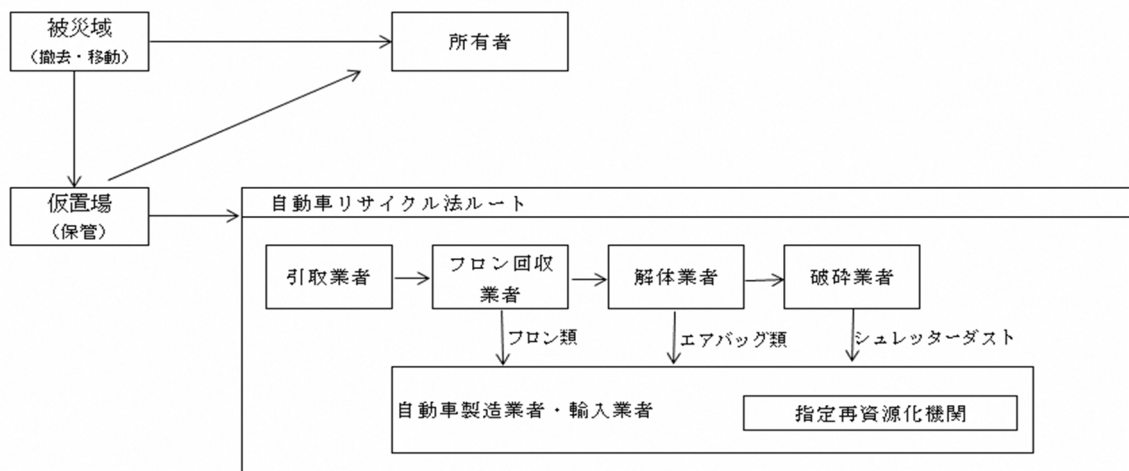 被災域
（撤去・移動）
所有者
仮置場
（保管）
自動車リサイクル法ルート
引取業者
フロン回収
業者
解体業者
破砕業者
フロン類
エアバッグ類
シュレッターダスト
自動車製造業者・輸入業者
指定再資源化機関